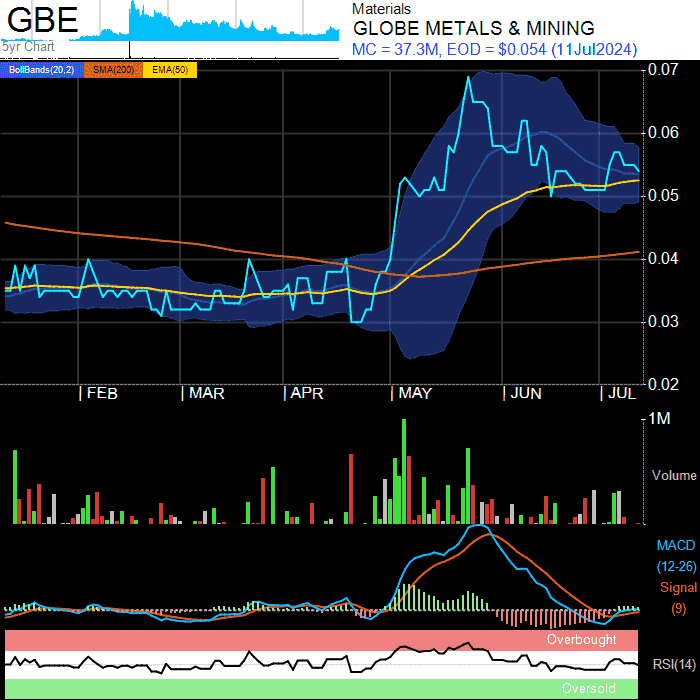 GBE
5yr Chart
Materials
GLOBE METALS & MINING
MC = 37.3M, EOD = $0.054 (11Jul2024)
BollBands(20,2) SMA(200) EMA(50)
0.07
0.06
0.05
0.04
0.03
0.02
FEB MAR APR MAY JUN JUL
1M
Volume
MACD
(12-26)
Signal
(9)
Overbought
RSI(14)
Oversold